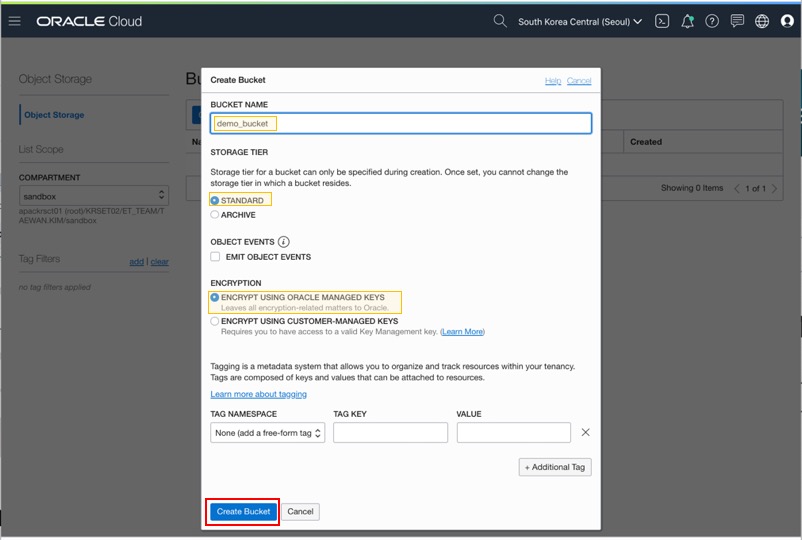 ORACLE Cloud
South Korea Central (Seoul)
Object Storage
Object Storage
List Scope
COMPARTMENT
sandbox
apackrsct01 (root)/KRSET02/ET_TEAM/T
AEWAN.KIM/sandbox
Tag Filters
add | clear
no tag filters applied
Bu
Na
Created
Showing 0 Items
1 of 1
Create Bucket
Help
Cancel
BUCKET NAME
demo_bucket
STORAGE TIER
Storage tier for a bucket can only be specified during creation. Once set, you cannot change the
storage tier in which a bucket resides.
STANDARD
ARCHIVE
OBJECT EVENTS
EMIT OBJECT EVENTS
ENCRYPTION
ENCRYPT USING ORACLE MANAGED KEYS
Leaves all encryption-related matters to Oracle.
ENCRYPT USING CUSTOMER-MANAGED KEYS
Requires you to have access to a valid Key Management key. (Learn More)
Tagging is a metadata system that allows you to organize and track resources within your tenancy.
Tags are composed of keys and values that can be attached to resources.
Learn more about tagging
TAG NAMESPACE
TAG KEY
VALUE
None (add a free-form tag
+ Additional Tag
Create Bucket
Cancel